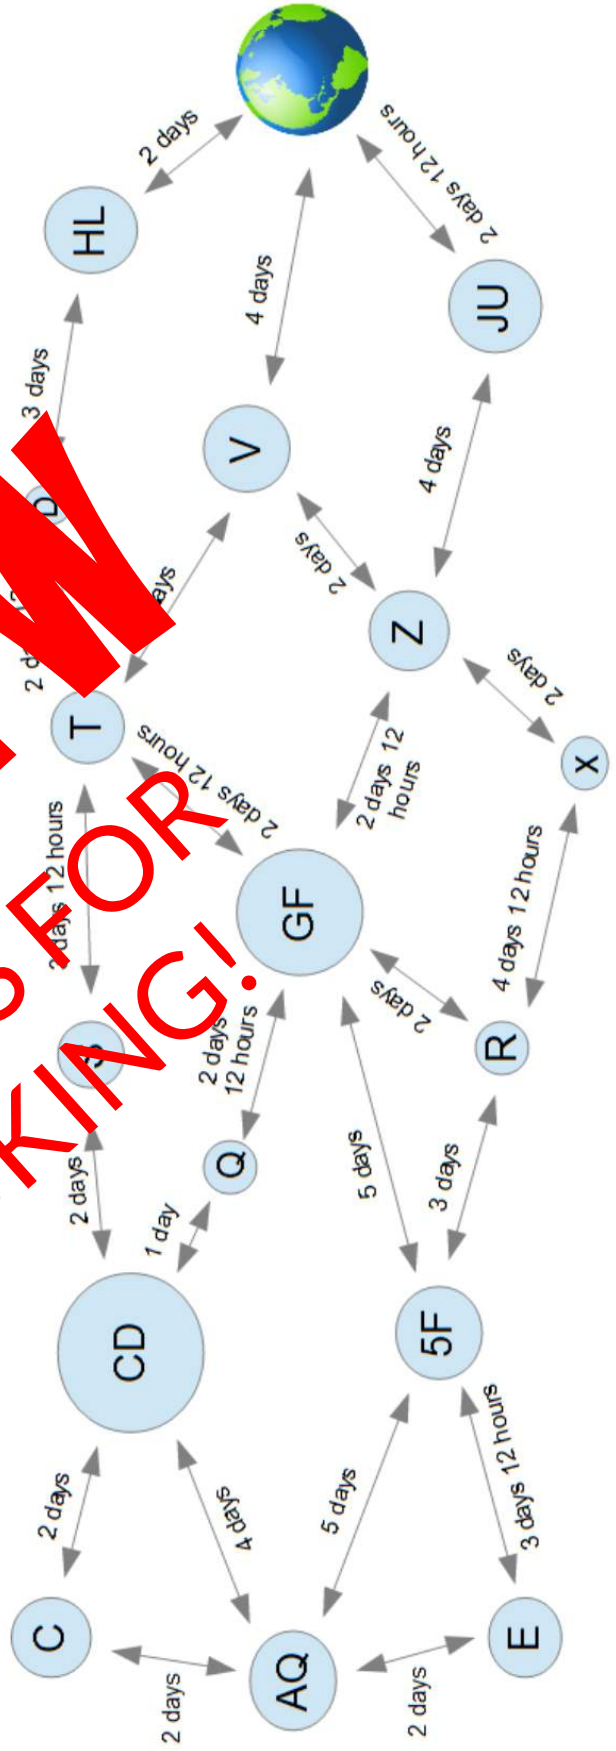 C
2 days
2 days
AQ
2 days
E
4 days
CD
5 days
3 days 12 hours
5F
2 days
1 day
Q
5 days
3 days
R
2 days
12 hours
days 12 hours
T
GF
2 days
4 days 12 hours
X
2 days 12 hours
2 days 12
hours
Z
2 days
2 days
D
V
4 days
JU
3 days
HL
4 days
2 days
2 days 12 hours
W
FOR
KING!